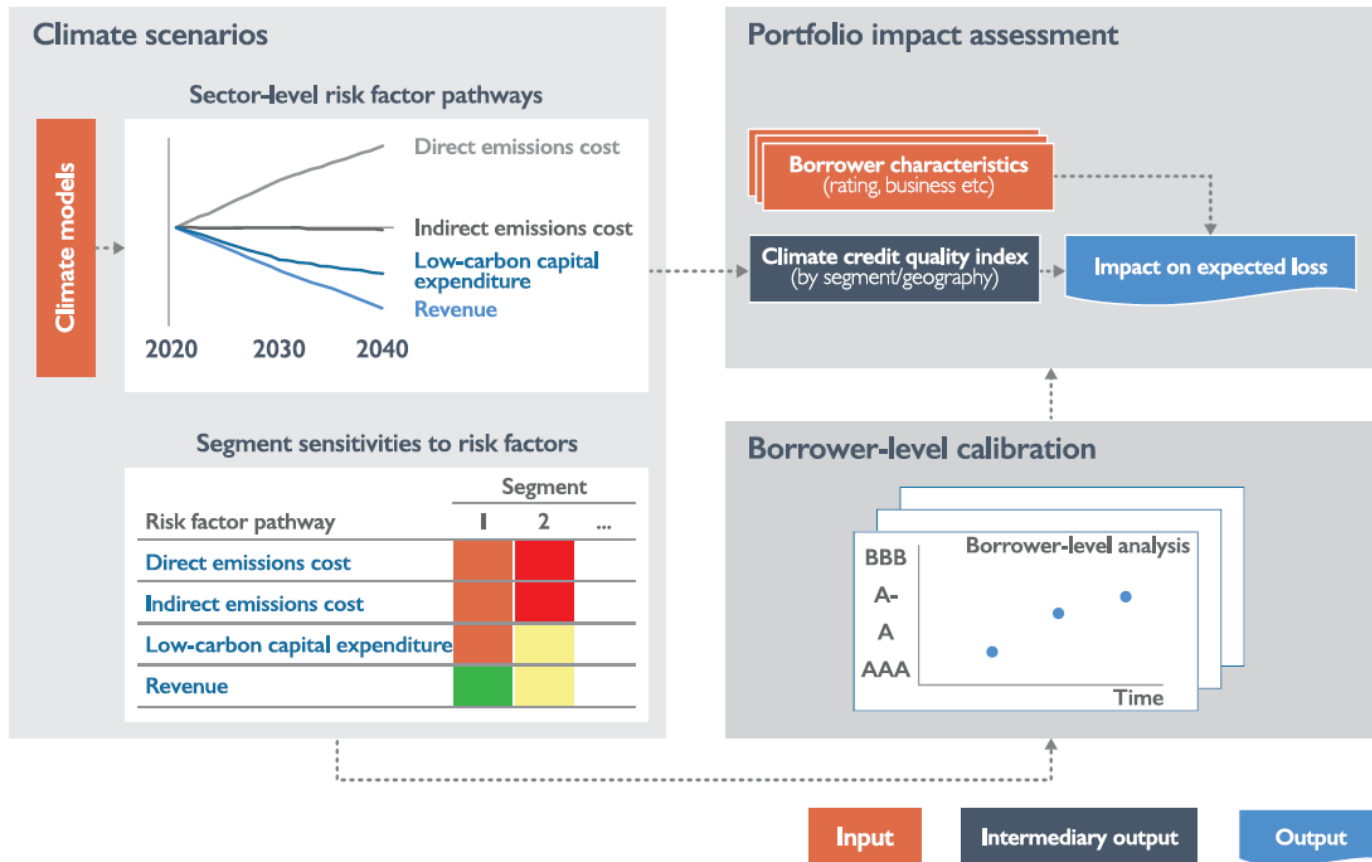 Climate scenarios
Sector-level risk factor pathways
Climate models
Direct emissions cost
Indirect emissions cost
Low-carbon capital
expenditure
Revenue
2020 2030 2040
Segment sensitivities to risk factors
Segment
Risk factor pathway 1 2 ...
Direct emissions cost
Indirect emissions cost
Low-carbon capital expenditure
Revenue
Portfolio impact assessment
Borrower characteristics
(rating, business etc)
Climate credit quality index
(by segment/geography)
Impact on expected loss
Borrower-level calibration
Borrower-level analysis
BBB
A-
A
AAA
Time
Input
Intermediary output
Output